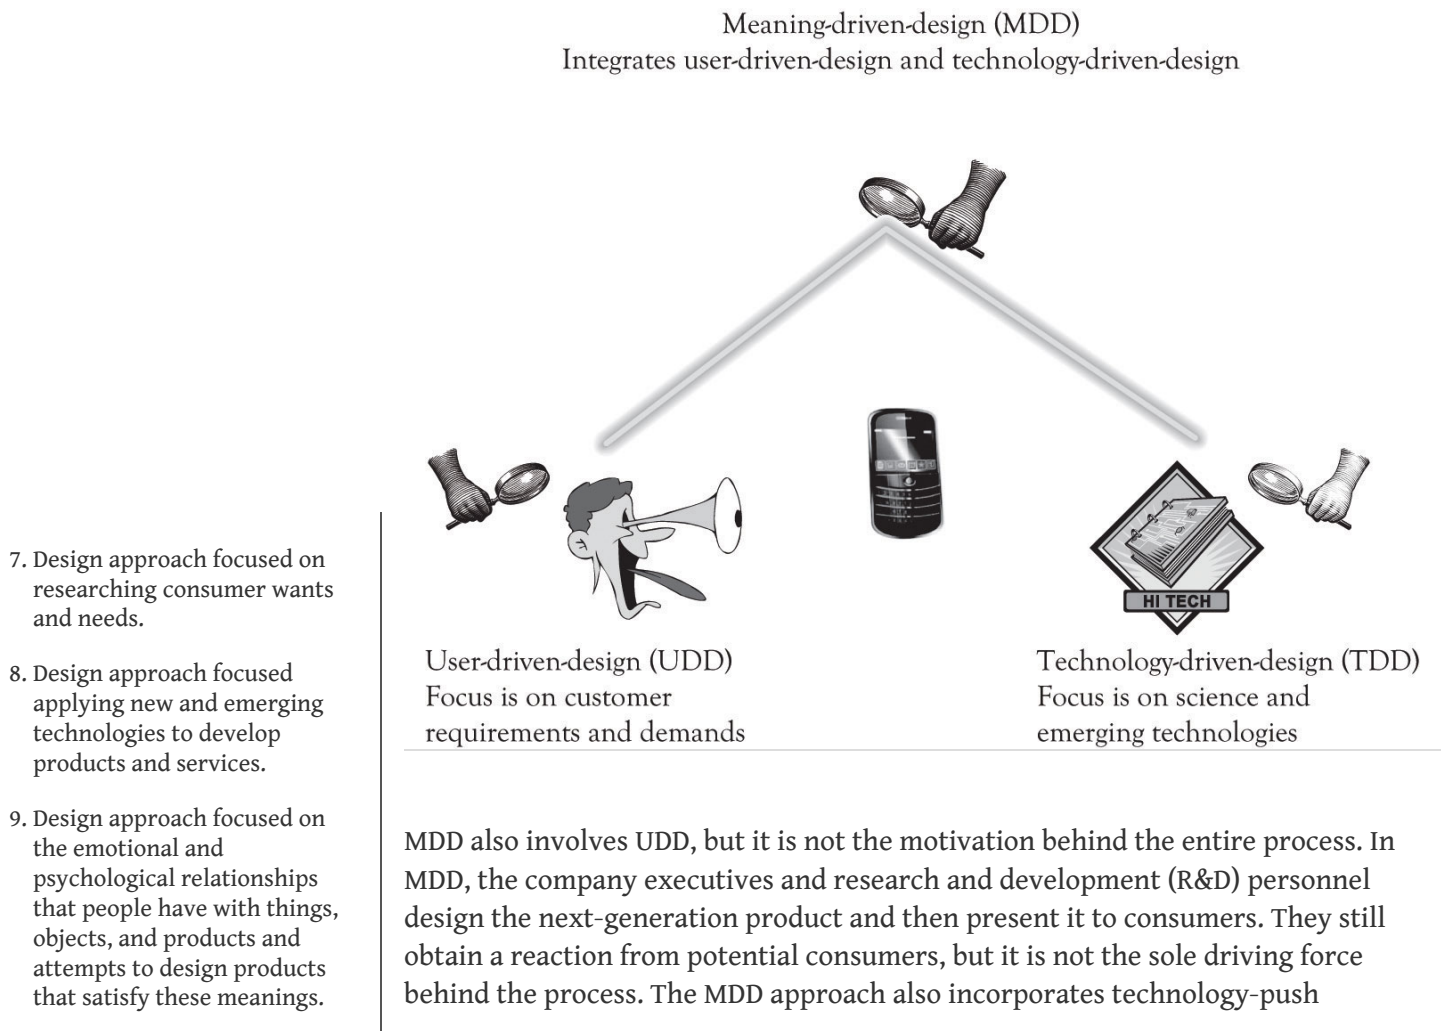 Meaning-driven-design (MDD)
Integrates user-driven-design and technology-driven-design
HI TECH
User-driven-design (UDD)
Focus is on customer
requirements and demands
Technology-driven-design (TDD)
Focus is on science and
emerging technologies
7. Design approach focused on
researching consumer wants
and needs.
8. Design approach focused
applying new and emerging
technologies to develop
products and services.
9. Design approach focused on
the emotional and
psychological relationships
that people have with things,
objects, and products and
attempts to design products
that satisfy these meanings.
MDD also involves UDD, but it is not the motivation behind the entire process. In
MDD, the company executives and research and development (R&D) personnel
design the next-generation product and then present it to consumers. They still
obtain a reaction from potential consumers, but it is not the sole driving force
behind the process. The MDD approach also incorporates technology-push